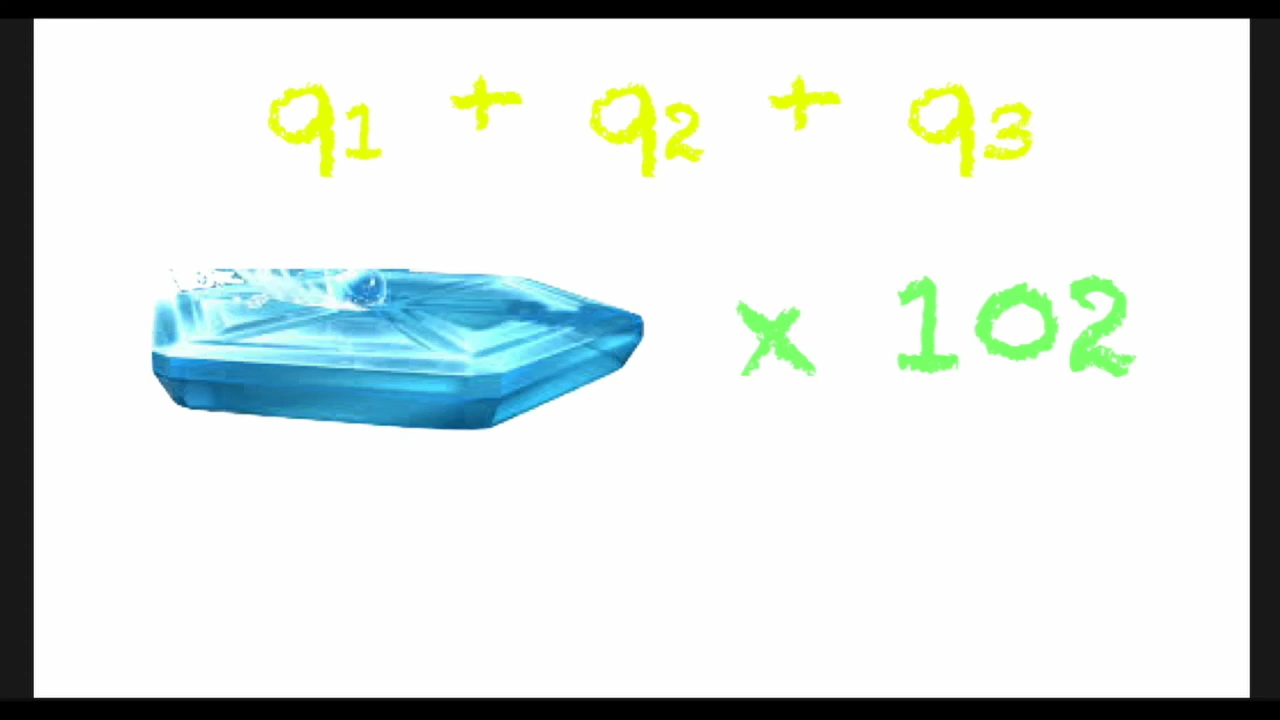 q1 + q2 + q3
x 102